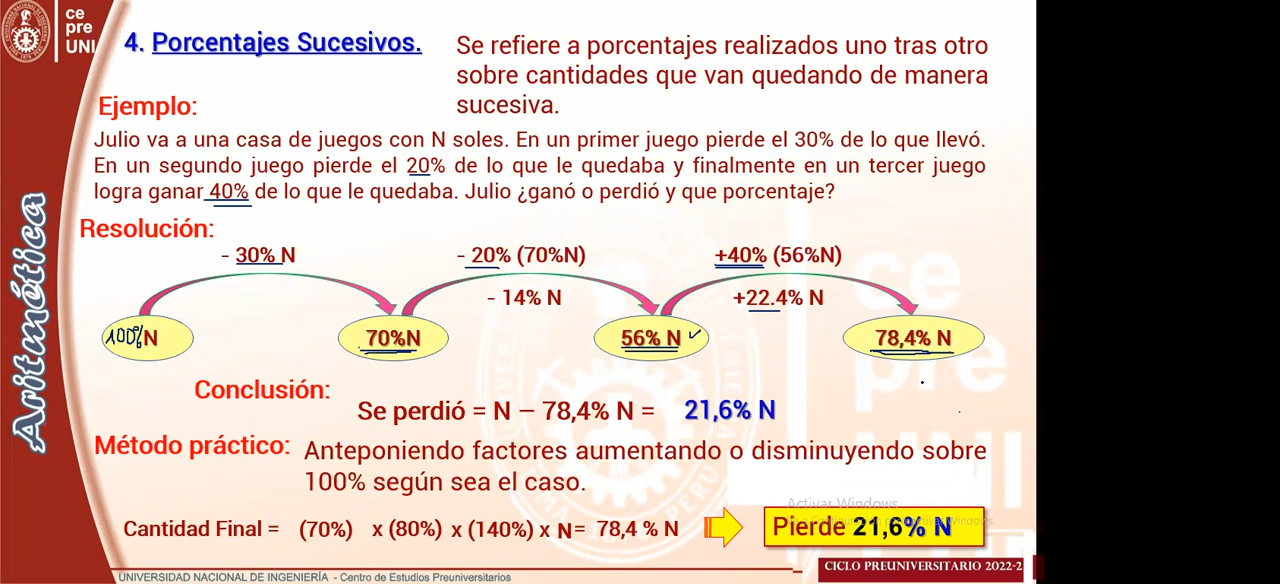 ce
pre
UNI
4. Porcentajes Sucesivos.
Se refiere a porcentajes realizados uno tras otro
sobre cantidades que van quedando de manera
sucesiva.
Ejemplo:
Julio va a una casa de juegos con N soles. En un primer juego pierde el 30% de lo que llevó.
En un segundo juego pierde el 20% de lo que le quedaba y finalmente en un tercer juego
logra ganar 40% de lo que le quedaba. Julio ¿ganó o perdió y que porcentaje?
Resolución:
- 30% N
- 20% (70%N)
+40% (56%N)
- 14% N
+22.4% N
100%N
70%N
56% N
78,4% N
Conclusión:
Se perdió = N – 78,4% N = 21,6% N
Método práctico:
Anteponiendo factores aumentando o disminuyendo sobre
100% según sea el caso.
Activar Windows
Cantidad Final = (70%) x (80%) x (140%) x N = 78,4 % N
Pierde 21,6% N
Aritmética
UNIVERSIDAD NACIONAL DE INGENIERÍA - Centro de Estudios Preuniversitarios
CICLO PREUNIVERSITARIO 2022-2